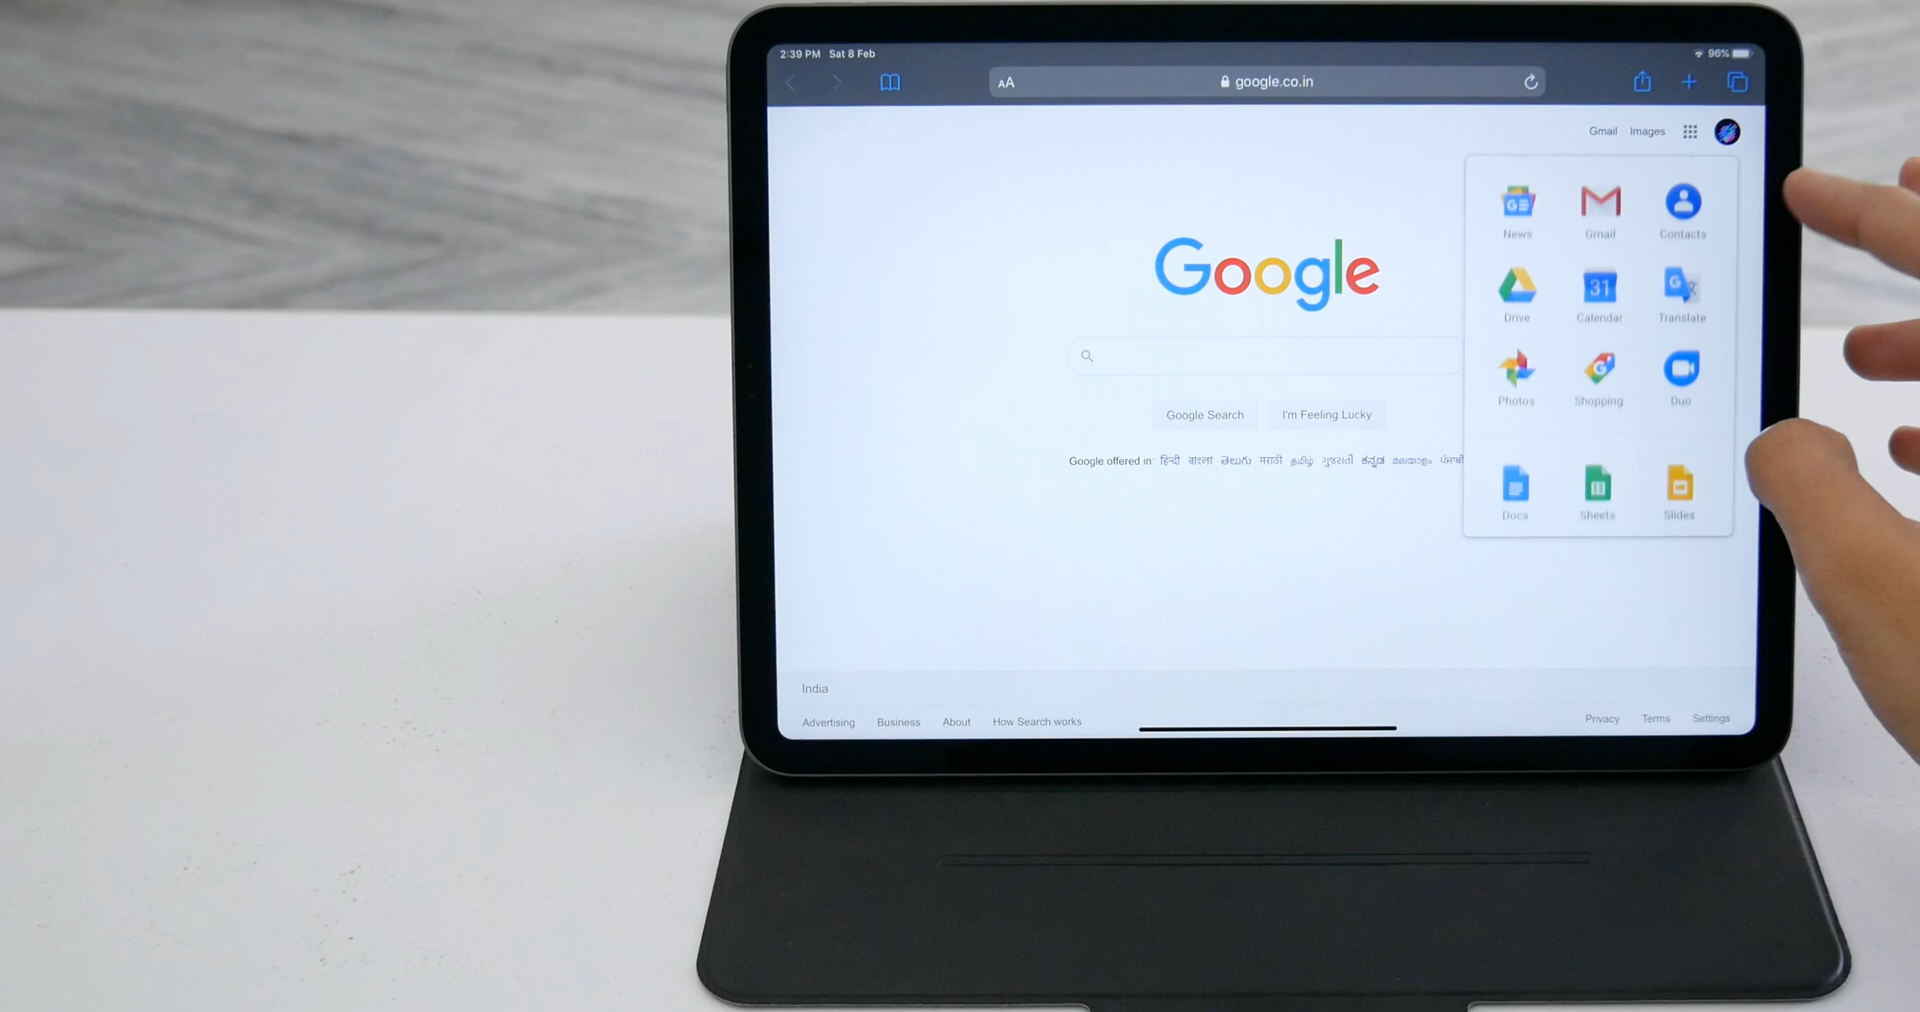 2:39 PM Sat 8 Feb 96%
AA google.co.in
Gmail Images
News Gmail Contacts
Google
31
Drive Calendar Translate
Photos Shopping Duo
Google Search I'm Feeling Lucky
Google offered in: हिन्दी বাংলা తెలుగు मराठी தமிழ் ગુજરાતી ಕನ್ನಡ മലയാളം ਪੰਜਾਬੀ
Docs Sheets Slides
India
Advertising Business About How Search works Privacy Terms Settings